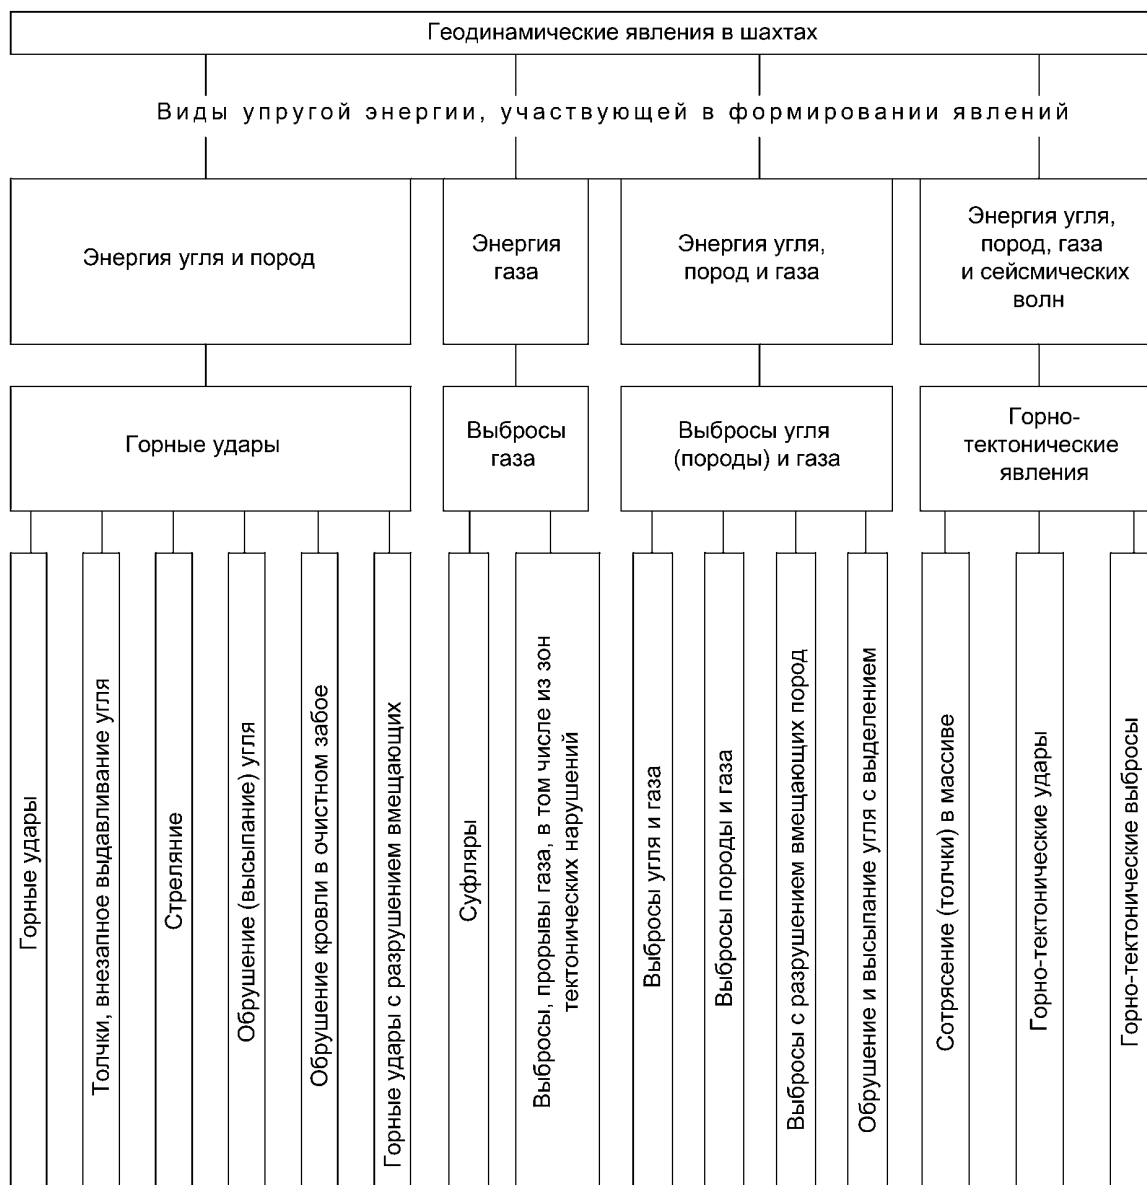 Геодинамические явления в шахтах
Виды упругой энергии, участвующей в формировании явлений
Энергия угля и пород
Энергия
газа
Энергия угля,
пород и газа
Энергия угля,
пород, газа
и сейсмических
волн
Горные удары
Выбросы
газа
Выбросы угля
(породы) и газа
Горно-
тектонические
явления
Горные удары
Толчки, внезапное выдавливание угля
Стреляние
Обрушение (высыпание) угля
Обрушение кровли в очистном забое
Горные удары с разрушением вмещающих
Суфляры
Выбросы, прорывы газа, в том числе из зон
тектонических нарушений
Выбросы угля и газа
Выбросы породы и газа
Выбросы с разрушением вмещающих пород
Обрушение и высыпание угля с выделением
Сотрясение (толчки) в массиве
Горно-тектонические удары
Горно-тектонические выбросы